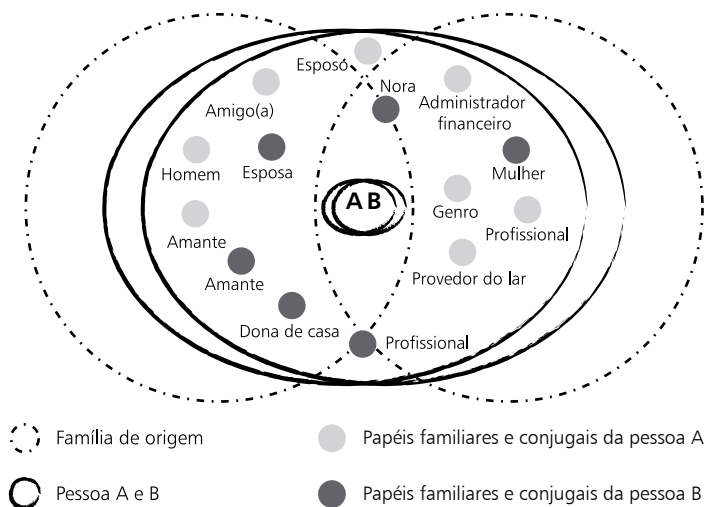 Esposo
Nora
Amigo(a)
Administrador
financeiro
Homem
Esposa
Mulher
A B
Genro
Amante
Profissional
Amante
Provedor do lar
Dona de casa
Profissional
Família de origem
Papéis familiares e conjugais da pessoa A
Pessoa A e B
Papéis familiares e conjugais da pessoa B